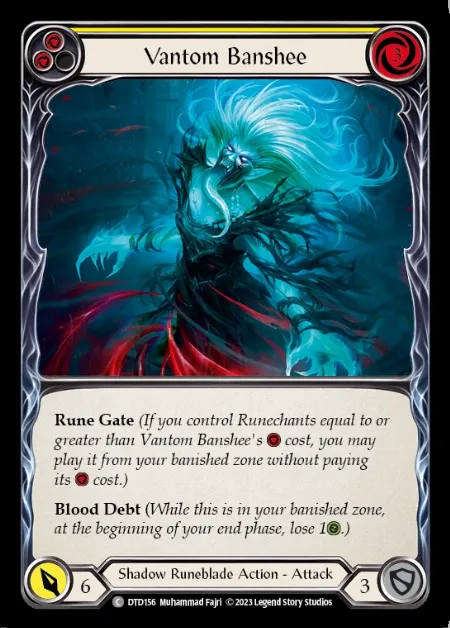 Vantom Banshee
3
Rune Gate (If you control Runechants equal to or
greater than Vantom Banshee's cost, you may
play it from your banished zone without paying
its cost.)
Blood Debt (While this is in your banished zone,
at the beginning of your end phase, lose 1.)
6
Shadow Runeblade Action - Attack
3
C DTD156 Muhammad Fajri © 2023 Legend Story Studios